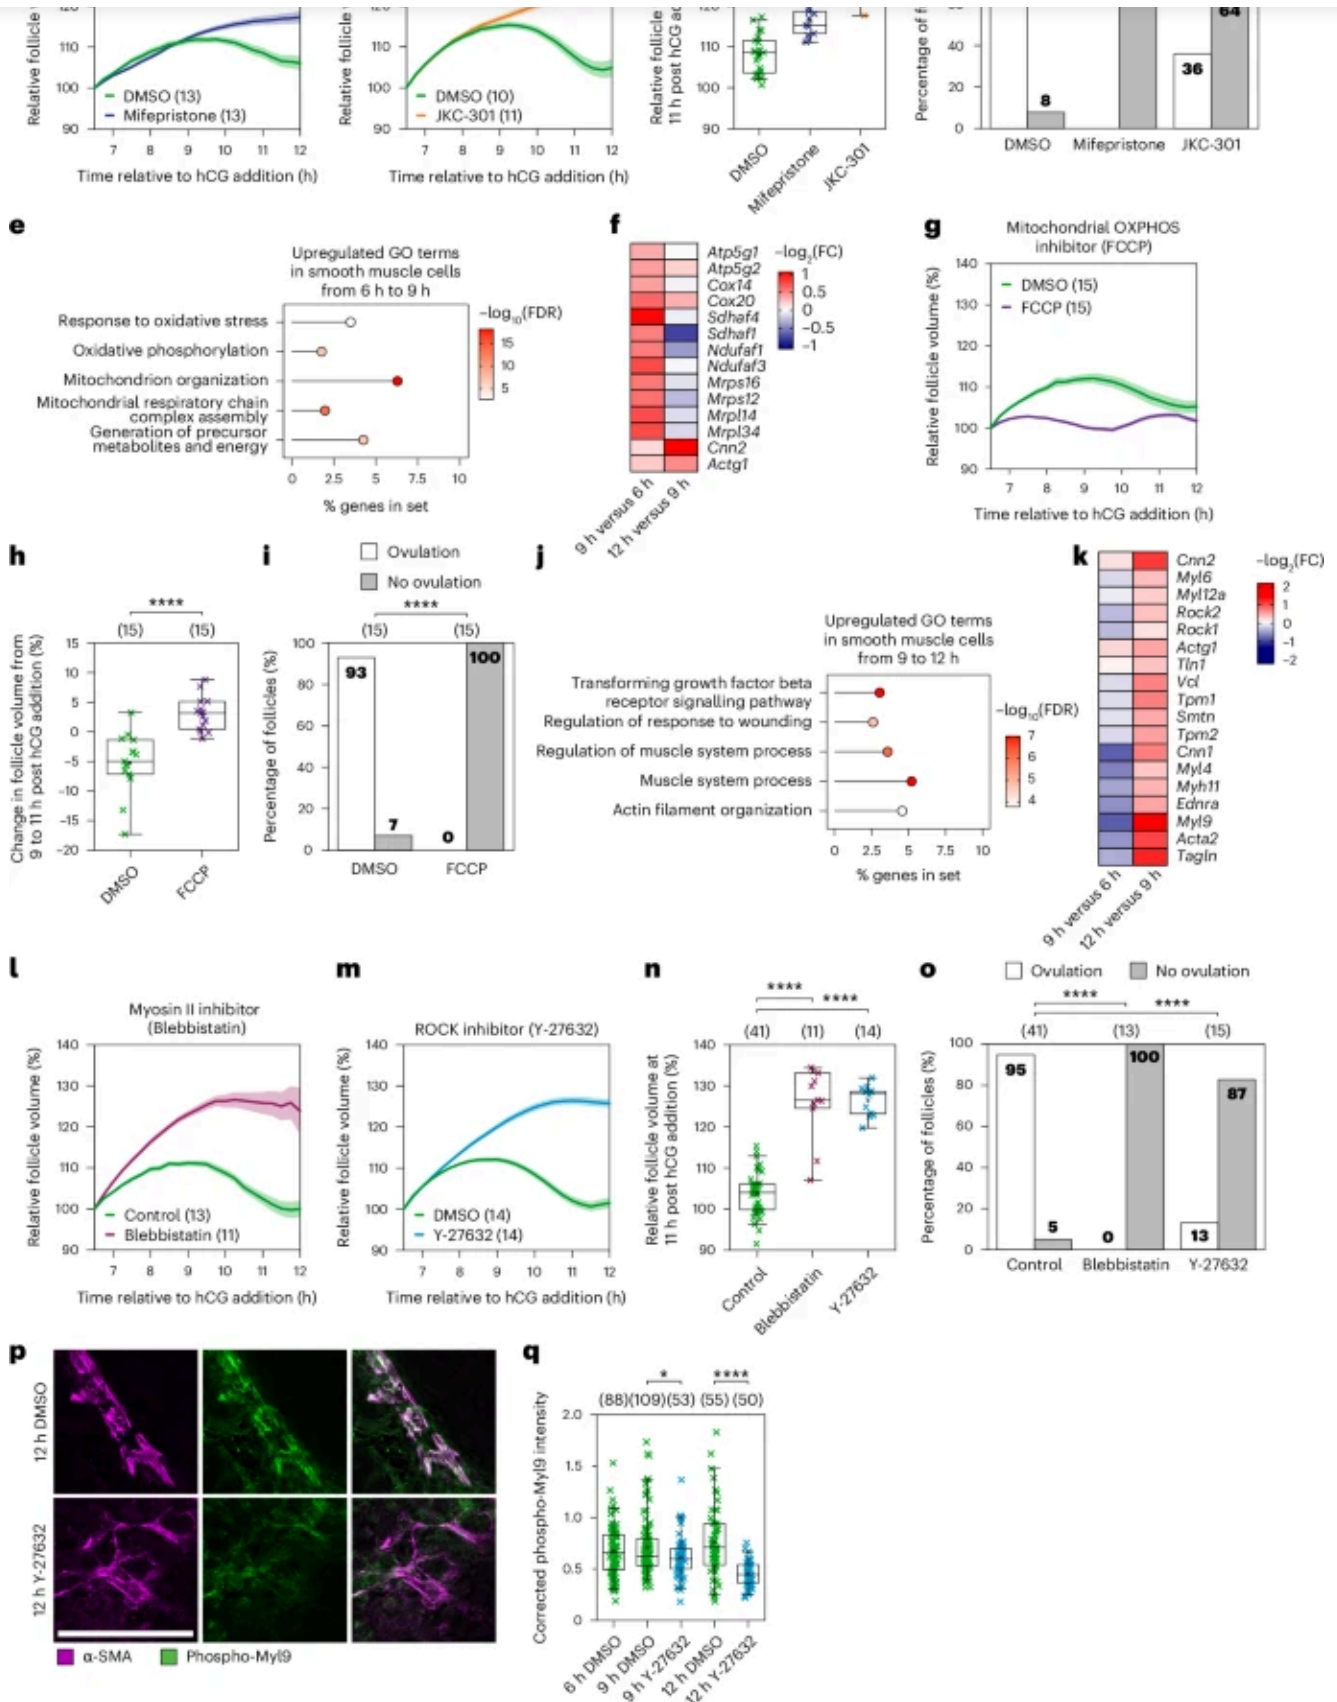 Relative follicle
110
100
90
DMSO (13)
Mifepristone (13)
7 8 9 10 11 12
Time relative to hCG addition (h)
Relative follicle
110
100
90
DMSO (10)
JKC-301 (11)
7 8 9 10 11 12
Time relative to hCG addition (h)
Relative follicle
11 h post hCG
120
110
100
90
DMSO
Mifepristone
JKC-301
Percentage of
40
20
0
8
36
64
DMSO Mifepristone JKC-301
e
Upregulated GO terms
in smooth muscle cells
from 6 h to 9 h
Response to oxidative stress
Oxidative phosphorylation
Mitochondrion organization
Mitochondrial respiratory chain
complex assembly
Generation of precursor
metabolites and energy
0 2.5 5 7.5 10
% genes in set
−log10(FDR)
15
10
5
f
Atp5g1
Atp5g2
Cox14
Cox20
Sdhaf4
Sdhaf1
Ndufaf1
Ndufaf3
Mrps16
Mrps12
Mrpl14
Mrpl34
Cnn2
Actg1
9 h versus 6 h
12 h versus 9 h
−log2(FC)
1
0.5
0
−0.5
−1
g
Mitochondrial OXPHOS
inhibitor (FCCP)
Relative follicle volume (%)
140
130
120
110
100
90
DMSO (15)
FCCP (15)
7 8 9 10 11 12
Time relative to hCG addition (h)
h
****
(15) (15)
Change in follicle volume from
9 to 11 h post hCG addition (%)
15
10
5
0
−5
−10
−15
−20
DMSO
FCCP
i
Ovulation
No ovulation
****
(15) (15)
Percentage of follicles (%)
100
80
60
40
20
0
93
7
0
100
DMSO FCCP
j
Upregulated GO terms
in smooth muscle cells
from 9 to 12 h
Transforming growth factor beta
receptor signalling pathway
Regulation of response to wounding
Regulation of muscle system process
Muscle system process
Actin filament organization
0 2.5 5 7.5 10
% genes in set
−log10(FDR)
7
6
5
4
k
Cnn2
Myl6
Myl12a
Rock2
Rock1
Actg1
Tln1
Vcl
Tpm1
Smtn
Tpm2
Cnn1
Myl4
Myh11
Ednra
Myl9
Acta2
Tagln
9 h versus 6 h
12 h versus 9 h
−log2(FC)
2
1
0
−1
−2
l
Myosin II inhibitor
(Blebbistatin)
Relative follicle volume (%)
140
130
120
110
100
90
Control (13)
Blebbistatin (11)
7 8 9 10 11 12
Time relative to hCG addition (h)
m
ROCK inhibitor (Y-27632)
Relative follicle volume (%)
140
130
120
110
100
90
DMSO (14)
Y-27632 (14)
7 8 9 10 11 12
Time relative to hCG addition (h)
n
****
****
(41) (11) (14)
Relative follicle volume at
11 h post hCG addition (%)
140
130
120
110
100
90
Control
Blebbistatin
Y-27632
o
Ovulation
No ovulation
****
****
(41) (13) (15)
Percentage of follicles (%)
100
80
60
40
20
0
95
5
0
100
13
87
Control Blebbistatin Y-27632
p
12 h DMSO
12 h Y-27632
α-SMA
Phospho-Myl9
q
* ****
(88) (109) (53) (55) (50)
Corrected phospho-Myl9 intensity
2.0
1.5
1.0
0.5
0
6 h DMSO
9 h DMSO
9 h Y-27632
12 h DMSO
12 h Y-27632